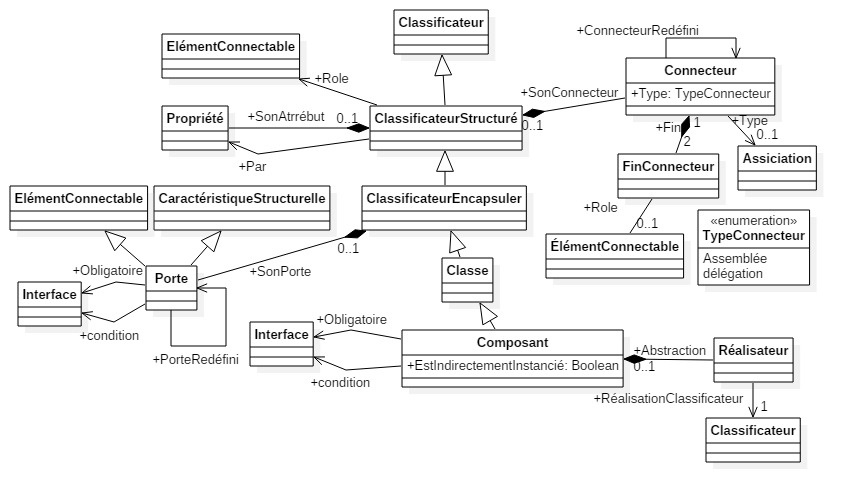 Classificateur
+ConnecteurRedéfini
ElémentConnectable
+Role
Connecteur
+Type: TypeConnecteur
+SonConnecteur
0..1
Propriété
+SonAtrrébut
0..1
ClassificateurStructuré
+Par
+Fin
1
2
+Type
0..1
Assiciation
FinConnecteur
ElémentConnectable
CaractéristiqueStructurelle
ClassificateurEncapsuler
+Role
0..1
ÉlémentConnectable
«enumeration»
TypeConnecteur
Assemblée
délégation
0..1
+SonPorte
+Obligatoire
Porte
Interface
+condition
+PorteRedéfini
Classe
Interface
+Obligatoire
+condition
Composant
+EstIndirectementInstancié: Boolean
+Abstraction
0..1
Réalisateur
+RéalisationClassificateur
1
Classificateur